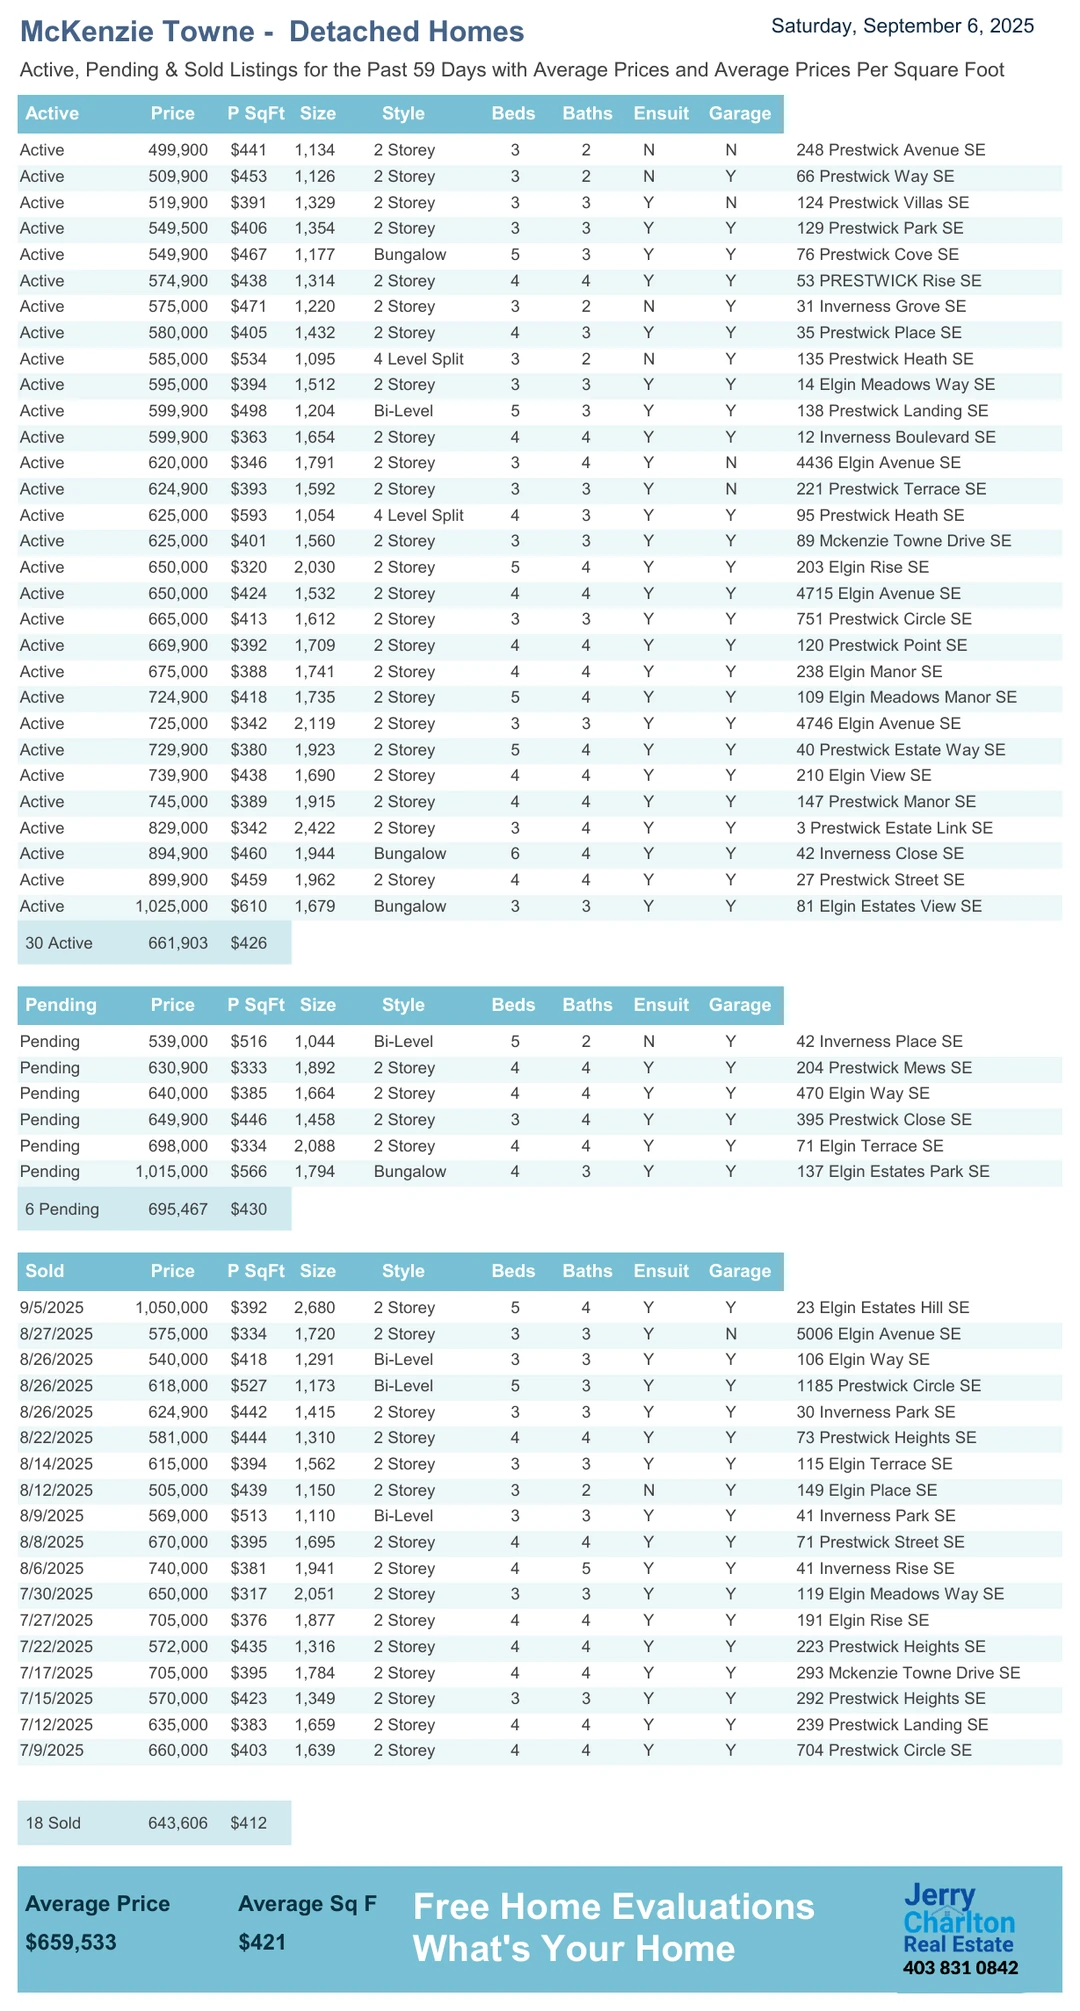 McKenzie Towne -  Detached Homes
Saturday, September 6, 2025
Active, Pending & Sold Listings for the Past 59 Days with Average Prices and Average Prices Per Square Foot
Active Price P SqFt Size Style Beds Baths Ensuit Garage
Active 499,900 $441 1,134 2 Storey 3 2 N N 248 Prestwick Avenue SE
Active 509,900 $453 1,126 2 Storey 3 2 N Y 66 Prestwick Way SE
Active 519,900 $391 1,329 2 Storey 3 3 Y N 124 Prestwick Villas SE
Active 549,500 $406 1,354 2 Storey 3 3 Y Y 129 Prestwick Park SE
Active 549,900 $467 1,177 Bungalow 5 3 Y Y 76 Prestwick Cove SE
Active 574,900 $438 1,314 2 Storey 4 4 Y Y 53 PRESTWICK Rise SE
Active 575,000 $471 1,220 2 Storey 3 2 N Y 31 Inverness Grove SE
Active 580,000 $405 1,432 2 Storey 4 3 Y Y 35 Prestwick Place SE
Active 585,000 $534 1,095 4 Level Split 3 2 N Y 135 Prestwick Heath SE
Active 595,000 $394 1,512 2 Storey 3 3 Y Y 14 Elgin Meadows Way SE
Active 599,900 $498 1,204 Bi-Level 5 3 Y Y 138 Prestwick Landing SE
Active 599,900 $363 1,654 2 Storey 4 4 Y Y 12 Inverness Boulevard SE
Active 620,000 $346 1,791 2 Storey 3 4 Y N 4436 Elgin Avenue SE
Active 624,900 $393 1,592 2 Storey 3 3 Y N 221 Prestwick Terrace SE
Active 625,000 $593 1,054 4 Level Split 4 3 Y Y 95 Prestwick Heath SE
Active 625,000 $401 1,560 2 Storey 3 3 Y Y 89 Mckenzie Towne Drive SE
Active 650,000 $320 2,030 2 Storey 5 4 Y Y 203 Elgin Rise SE
Active 650,000 $424 1,532 2 Storey 4 4 Y Y 4715 Elgin Avenue SE
Active 665,000 $413 1,612 2 Storey 3 3 Y Y 751 Prestwick Circle SE
Active 669,900 $392 1,709 2 Storey 4 4 Y Y 120 Prestwick Point SE
Active 675,000 $388 1,741 2 Storey 4 4 Y Y 238 Elgin Manor SE
Active 724,900 $418 1,735 2 Storey 5 4 Y Y 109 Elgin Meadows Manor SE
Active 725,000 $342 2,119 2 Storey 3 3 Y Y 4746 Elgin Avenue SE
Active 729,900 $380 1,923 2 Storey 5 4 Y Y 40 Prestwick Estate Way SE
Active 739,900 $438 1,690 2 Storey 4 4 Y Y 210 Elgin View SE
Active 745,000 $389 1,915 2 Storey 4 4 Y Y 147 Prestwick Manor SE
Active 829,000 $342 2,422 2 Storey 3 4 Y Y 3 Prestwick Estate Link SE
Active 894,900 $460 1,944 Bungalow 6 4 Y Y 42 Inverness Close SE
Active 899,900 $459 1,962 2 Storey 4 4 Y Y 27 Prestwick Street SE
Active 1,025,000 $610 1,679 Bungalow 3 3 Y Y 81 Elgin Estates View SE
30 Active 661,903 $426
Pending Price P SqFt Size Style Beds Baths Ensuit Garage
Pending 539,000 $516 1,044 Bi-Level 5 2 N Y 42 Inverness Place SE
Pending 630,900 $333 1,892 2 Storey 4 4 Y Y 204 Prestwick Mews SE
Pending 640,000 $385 1,664 2 Storey 4 4 Y Y 470 Elgin Way SE
Pending 649,900 $446 1,458 2 Storey 3 4 Y Y 395 Prestwick Close SE
Pending 698,000 $334 2,088 2 Storey 4 4 Y Y 71 Elgin Terrace SE
Pending 1,015,000 $566 1,794 Bungalow 4 3 Y Y 137 Elgin Estates Park SE
6 Pending 695,467 $430
Sold Price P SqFt Size Style Beds Baths Ensuit Garage
9/5/2025 1,050,000 $392 2,680 2 Storey 5 4 Y Y 23 Elgin Estates Hill SE
8/27/2025 575,000 $334 1,720 2 Storey 3 3 Y N 5006 Elgin Avenue SE
8/26/2025 540,000 $418 1,291 Bi-Level 3 3 Y Y 106 Elgin Way SE
8/26/2025 618,000 $527 1,173 Bi-Level 5 3 Y Y 1185 Prestwick Circle SE
8/26/2025 624,900 $442 1,415 2 Storey 3 3 Y Y 30 Inverness Park SE
8/22/2025 581,000 $444 1,310 2 Storey 4 4 Y Y 73 Prestwick Heights SE
8/14/2025 615,000 $394 1,562 2 Storey 3 3 Y Y 115 Elgin Terrace SE
8/12/2025 505,000 $439 1,150 2 Storey 3 2 N Y 149 Elgin Place SE
8/9/2025 569,000 $513 1,110 Bi-Level 3 3 Y Y 41 Inverness Park SE
8/8/2025 670,000 $395 1,695 2 Storey 4 4 Y Y 71 Prestwick Street SE
8/6/2025 740,000 $381 1,941 2 Storey 4 5 Y Y 41 Inverness Rise SE
7/30/2025 650,000 $317 2,051 2 Storey 3 3 Y Y 119 Elgin Meadows Way SE
7/27/2025 705,000 $376 1,877 2 Storey 4 4 Y Y 191 Elgin Rise SE
7/22/2025 572,000 $435 1,316 2 Storey 4 4 Y Y 223 Prestwick Heights SE
7/17/2025 705,000 $395 1,784 2 Storey 4 4 Y Y 293 Mckenzie Towne Drive SE
7/15/2025 570,000 $423 1,349 2 Storey 3 3 Y Y 292 Prestwick Heights SE
7/12/2025 635,000 $383 1,659 2 Storey 4 4 Y Y 239 Prestwick Landing SE
7/9/2025 660,000 $403 1,639 2 Storey 4 4 Y Y 704 Prestwick Circle SE
18 Sold 643,606 $412
Average Price Average Sq F
$659,533 $421
Free Home Evaluations
What's Your Home
Jerry
Charlton
Real Estate
403 831 0842